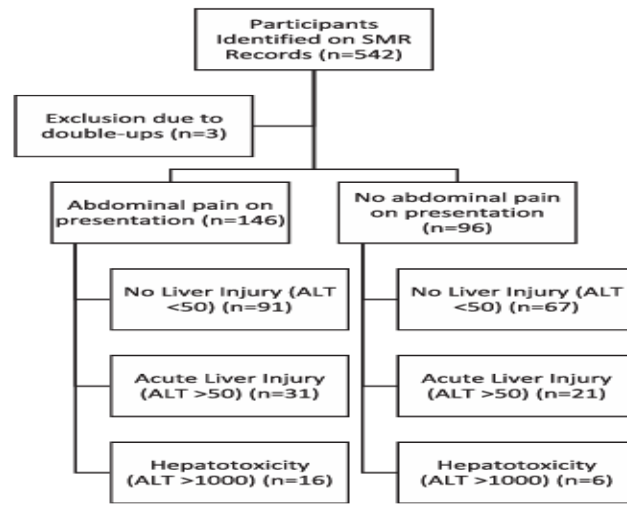 Participants
Identified on SMR
Records (n=542)
Exclusion due to
double-ups (n=3)
Abdominal pain on
presentation (n=146)
No abdominal pain
on presentation
(n=96)
No Liver Injury (ALT
<50) (n=91)
No Liver Injury (ALT
<50) (n=67)
Acute Liver Injury
(ALT >50) (n=31)
Acute Liver Injury
(ALT >50) (n=21)
Hepatotoxicity
(ALT >1000) (n=16)
Hepatotoxicity
(ALT >1000) (n=6)